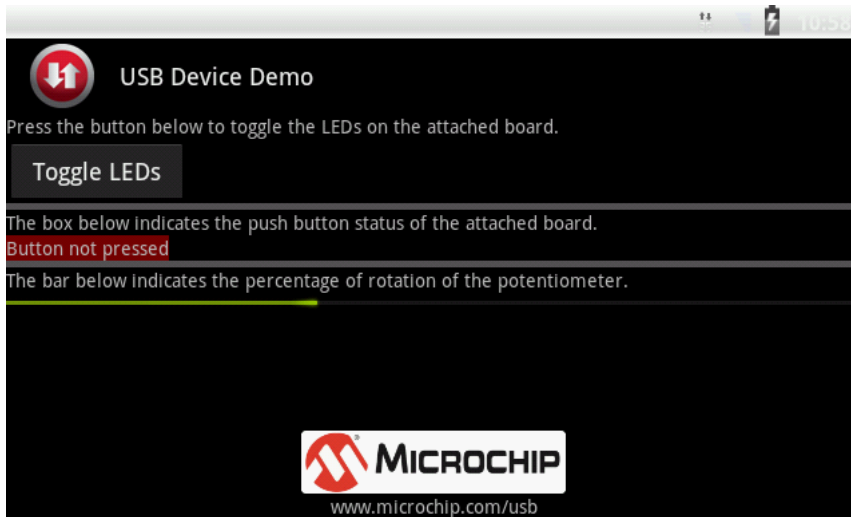 10:58
USB Device Demo
Press the button below to toggle the LEDs on the attached board.
Toggle LEDs
The box below indicates the push button status of the attached board.
Button not pressed
The bar below indicates the percentage of rotation of the potentiometer.
MICROCHIP
www.microchip.com/usb